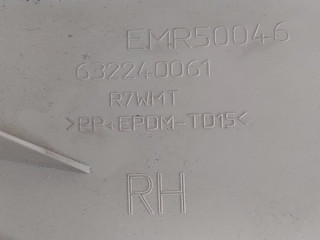 EMR50046
632240061
R7WMT
>PP+EPDM-TD15<
RH